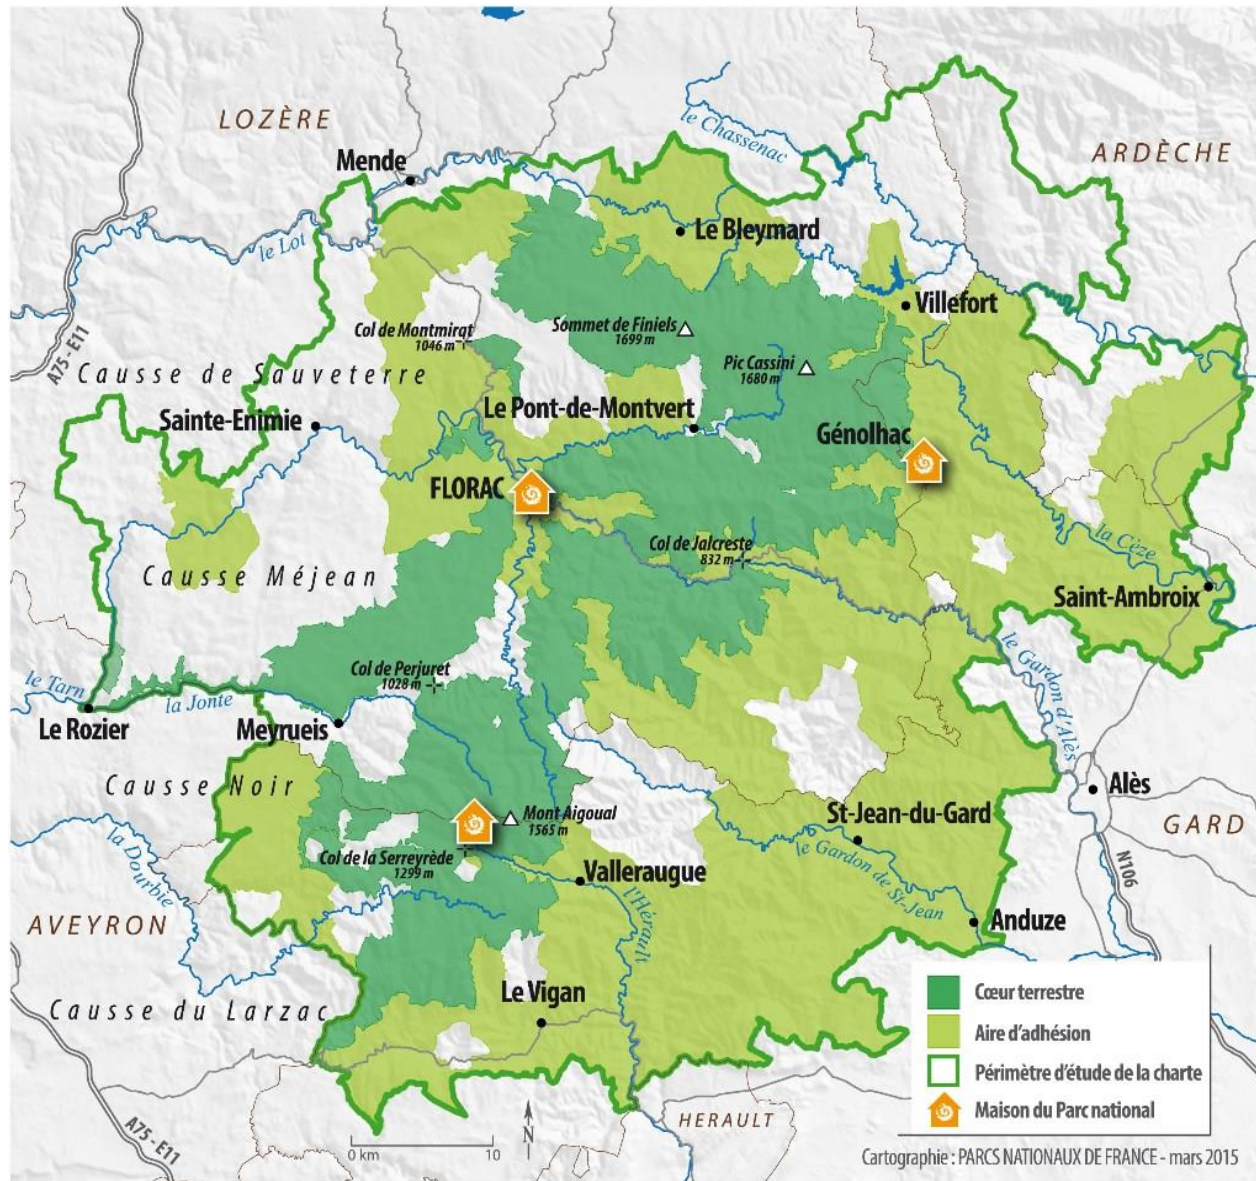 LOZÈRE
ARDÈCHE
le Chassenac
Mende
le Lot
Le Bleymard
Villefort
A75 - E11
Col de Montmirat
1046 m
Sommet de Finiels
1699 m
Pic Cassini
1680 m
Causse de Sauveterre
Sainte-Enimie
Le Pont-de-Montvert
Génolhac
FLORAC
Col de Jalcreste
832 m
la Cèze
Causse Méjean
Saint-Ambroix
le Gardon d'Alès
Col de Perjuret
1028 m
le Tarn
la Jonte
Le Rozier
Meyrueis
Causse Noir
Alès
Mont Aigoual
1565 m
St-Jean-du-Gard
GARD
la Dourbie
Col de la Serreyrède
1299 m
le Gardon de St-Jean
N106
Valleraugue
l'Hérault
AVEYRON
Anduze
Le Vigan
Causse du Larzac
Cœur terrestre
Aire d'adhésion
Périmètre d'étude de la charte
Maison du Parc national
HERAULT
A75 - E11
N
0 km 10
Cartographie : PARCS NATIONAUX DE FRANCE - mars 2015